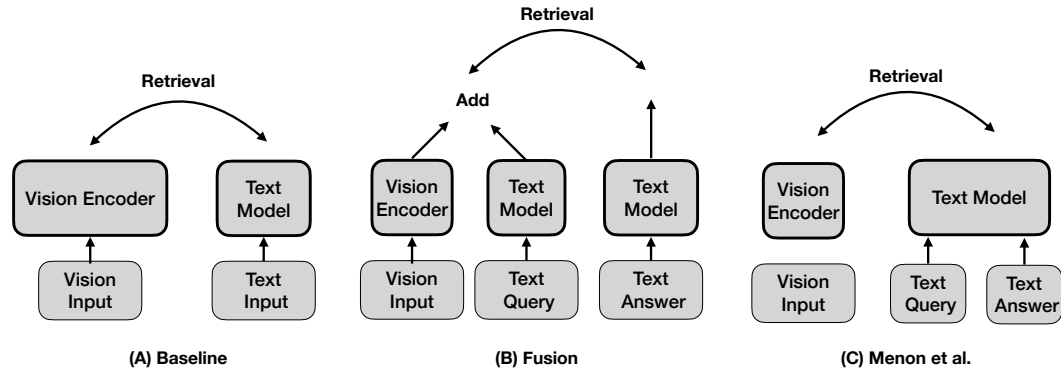 Retrieval
Vision Encoder
Text
Model
Vision
Input
Text
Input
(A) Baseline
Retrieval
Add
Vision
Encoder
Text
Model
Text
Model
Vision
Input
Text
Query
Text
Answer
(B) Fusion
Retrieval
Vision
Encoder
Text Model
Vision
Input
Text
Query
Text
Answer
(C) Menon et al.